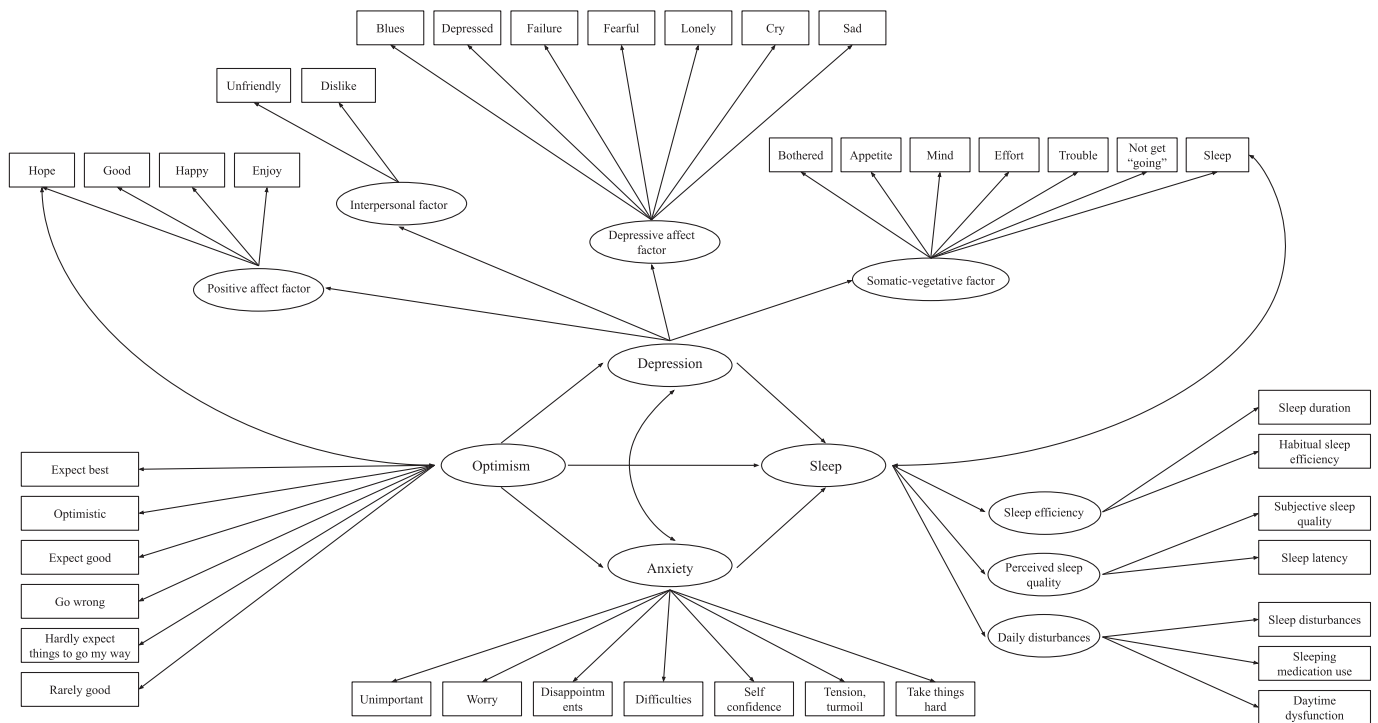 Blues
Depressed
Failure
Fearful
Lonely
Cry
Sad
Unfriendly
Dislike
Bothered
Appetite
Mind
Effort
Trouble
Not get
“going”
Sleep
Hope
Good
Happy
Enjoy
Interpersonal factor
Depressive affect
factor
Positive affect factor
Somatic-vegetative factor
Depression
Optimism
Sleep
Anxiety
Expect best
Optimistic
Expect good
Go wrong
Hardly expect
things to go my way
Rarely good
Unimportant
Worry
Disappointm
ents
Difficulties
Self
confidence
Tension,
turmoil
Take things
hard
Sleep efficiency
Perceived sleep
quality
Daily disturbances
Sleep duration
Habitual sleep
efficiency
Subjective sleep
quality
Sleep latency
Sleep disturbances
Sleeping
medication use
Daytime
dysfunction